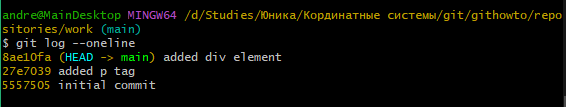 andre@MainDesktop MINGW64 /d/Studies/Юника/Кординатные системы/git/githowto/repo
sitories/work (main)
$ git log --oneline
8ae10fa (HEAD -> main) added div element
27e7039 added p tag
5557505 initial commit